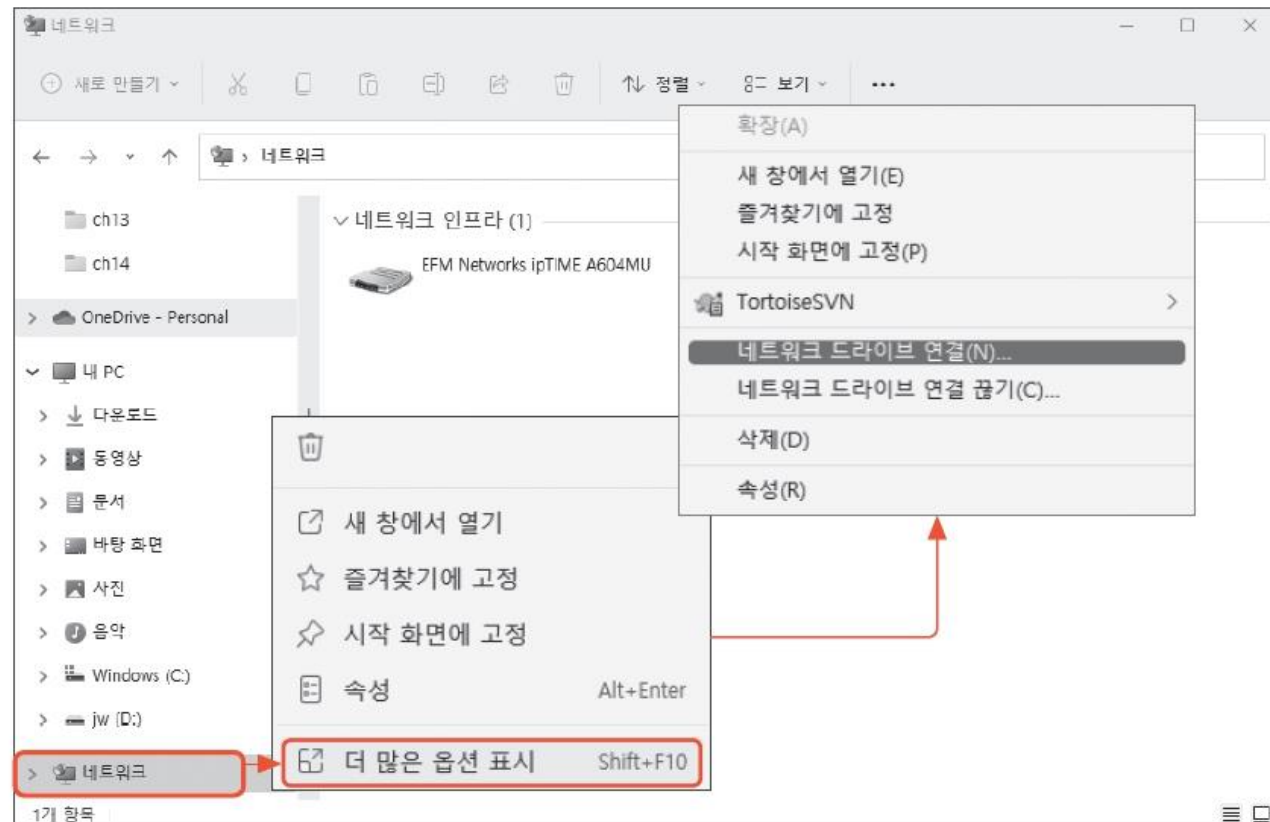 네트워크
새로 만들기
정렬
보기
네트워크
ch13
ch14
OneDrive - Personal
내 PC
다운로드
동영상
문서
바탕 화면
사진
음악
Windows (C:)
jw (D:)
네트워크
1개 항목
네트워크 인프라 (1)
EFM Networks ipTIME A604MU
새 창에서 열기
즐겨찾기에 고정
시작 화면에 고정
속성 Alt+Enter
더 많은 옵션 표시 Shift+F10
확장(A)
새 창에서 열기(E)
즐겨찾기에 고정
시작 화면에 고정(P)
TortoiseSVN
네트워크 드라이브 연결(N)...
네트워크 드라이브 연결 끊기(C)...
삭제(D)
속성(R)